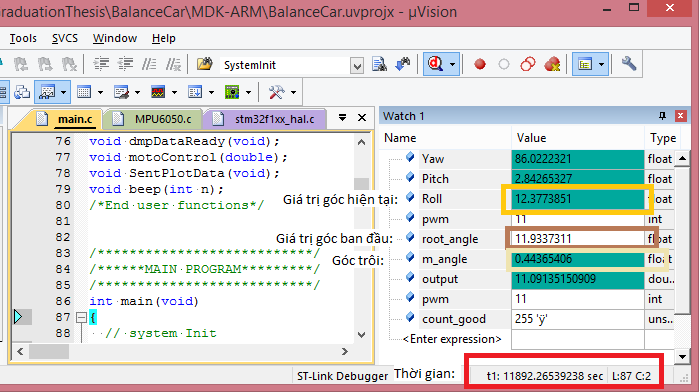 graduationThesis\BalanceCar\MDK-ARM\BalanceCar.uvprojx - µVision
Tools SVCS Window Help
SystemInit
main.c MPU6050.c stm32f1xx_hal.c
76 void dmpDataReady(void);
77 void motoControl(double);
78 void SentPlotData(void);
79 void beep(int n);
80 /*End user functions*/
81
82
83 /****************************/
84 /******MAIN PROGRAM**********/
85 /****************************/
86 int main(void)
87 {
88 // system Init
Watch 1
Name Value Type
Yaw 86.0222321 float
Pitch 2.84265327 float
Giá trị góc hiện tại: Roll 12.3773851 float
pwm 11 int
Giá trị góc ban đầu: root_angle 11.9337311 float
Góc trôi: m_angle 0.44365406 float
output 11.09135150909 dou...
pwm 11 int
count_good 255 'ÿ' uns...
<Enter expression>
ST-Link Debugger Thời gian: t1: 11892.26539238 sec L:87 C:2